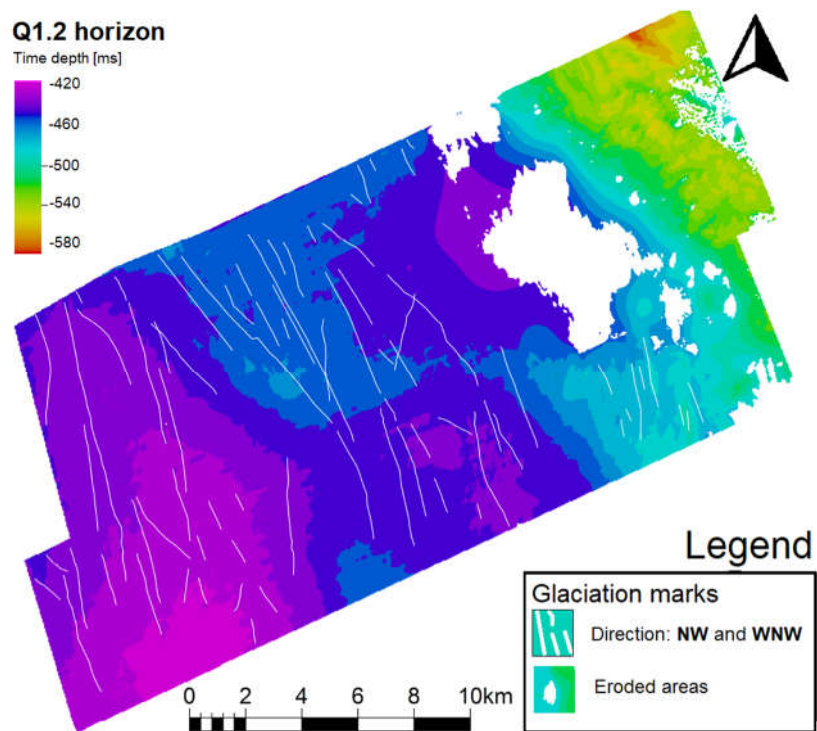 Q1.2 horizon
Time depth [ms]
-420
-460
-500
-540
-580
Legend
Glaciation marks
Direction: NW and WNW
Eroded areas
0 2 4 6 8 10km